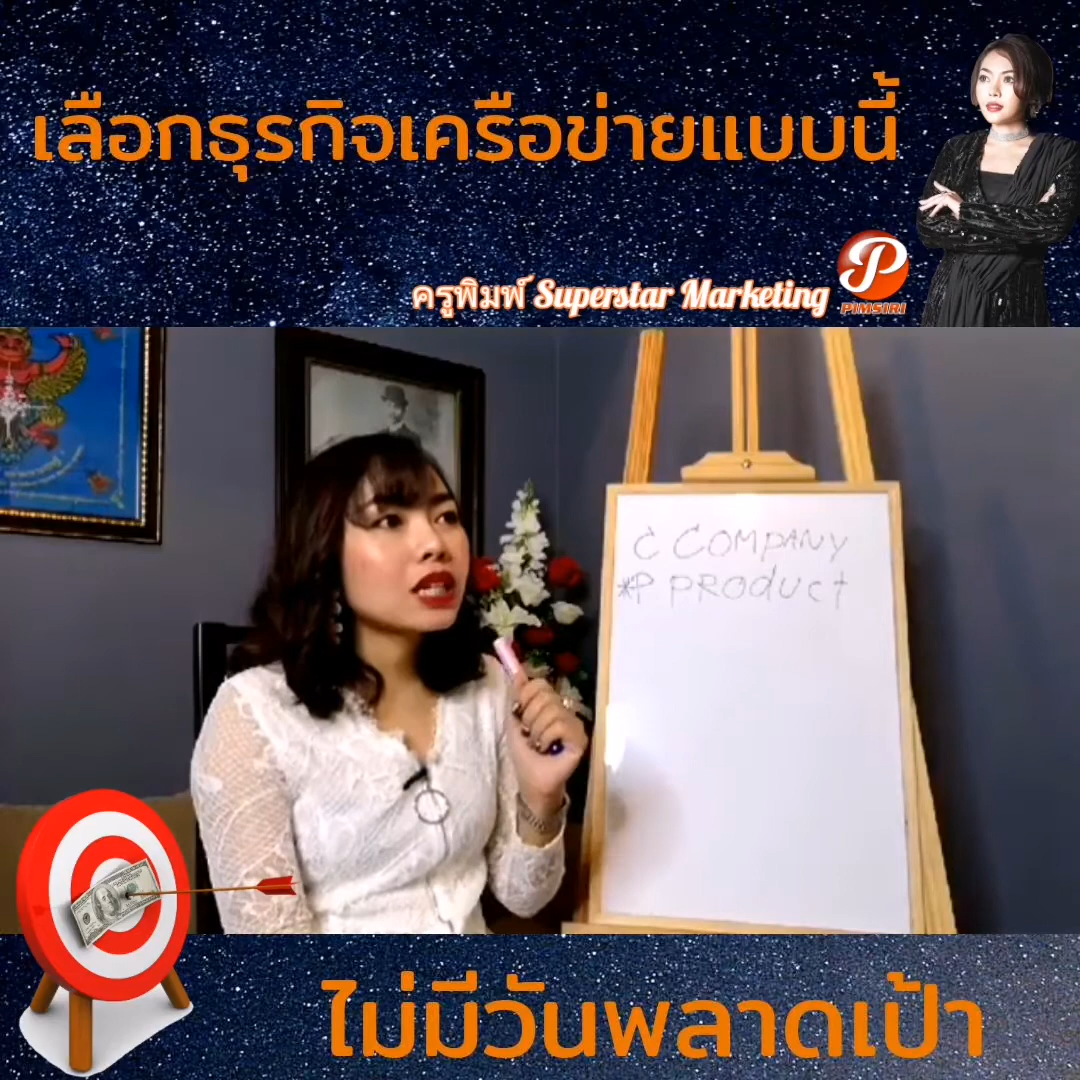 เลือกธุรกิจเครือข่ายแบบนี้
ครูพิมพ์ Superstar Marketing
P
PIMSIRI
C COMPANY
*P PRODUCT
ไม่มีวันพลาดเป้า